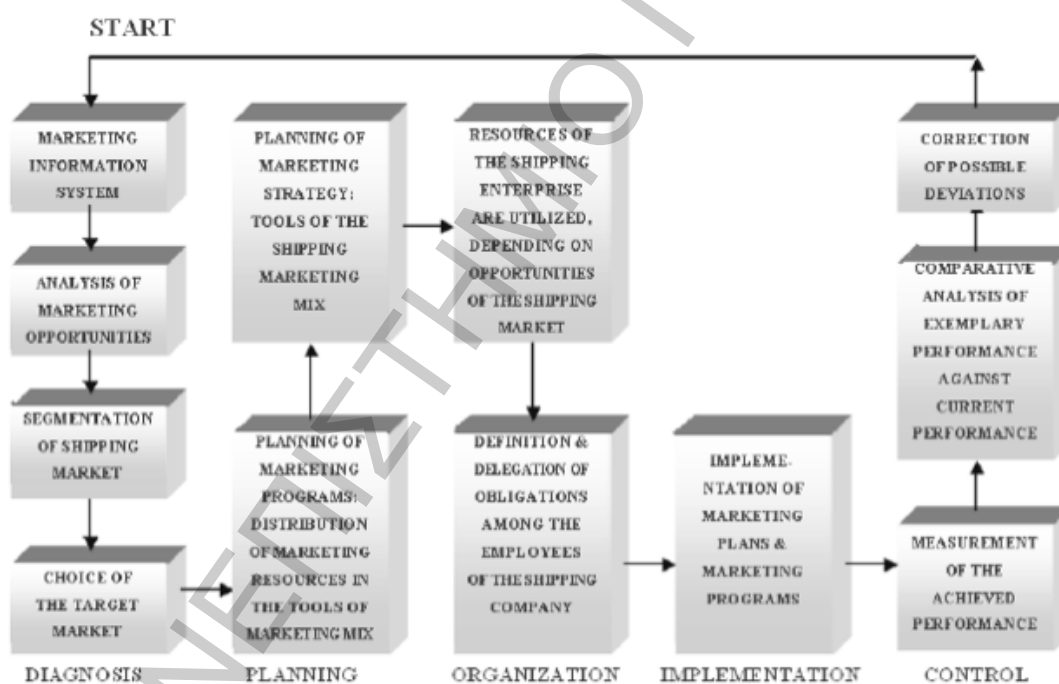 START
MARKETING
INFORMATION
SYSTEM
ANALYSIS OF
MARKETING
OPPORTUNITIES
SEGMENTATION
OF SHIPPING
MARKET
CHOICE OF
THE TARGET
MARKET
DIAGNOSIS
PLANNING OF
MARKETING
STRATEGY:
TOOLS OF THE
SHIPPING
MARKETING
MIX
PLANNING OF
MARKETING
PROGRAMS:
DISTRIBUTION
OF MARKETING
RESOURCES IN
THE TOOLS OF
MARKETING MIX
PLANNING
RESOURCES OF
THE SHIPPING
ENTERPRISE
ARE UTILIZED,
DEPENDING ON
OPPORTUNITIES
OF THE SHIPPING
MARKET
DEFINITION &
DELEGATION OF
OBLIGATIONS
AMONG THE
EMPLOYEES
OF THE SHIPPING
COMPANY
ORGANIZATION
IMPLEME-
NTATION OF
MARKETING
PLANS &
MARKETING
PROGRAMS
IMPLEMENTATION
CORRECTION
OF POSSIBLE
DEVIATIONS
COMPARATIVE
ANALYSIS OF
EXEMPLARY
PERFORMANCE
AGAINST
CURRENT
PERFORMANCE
MEASUREMENT
OF THE
ACHIEVED
PERFORMANCE
CONTROL